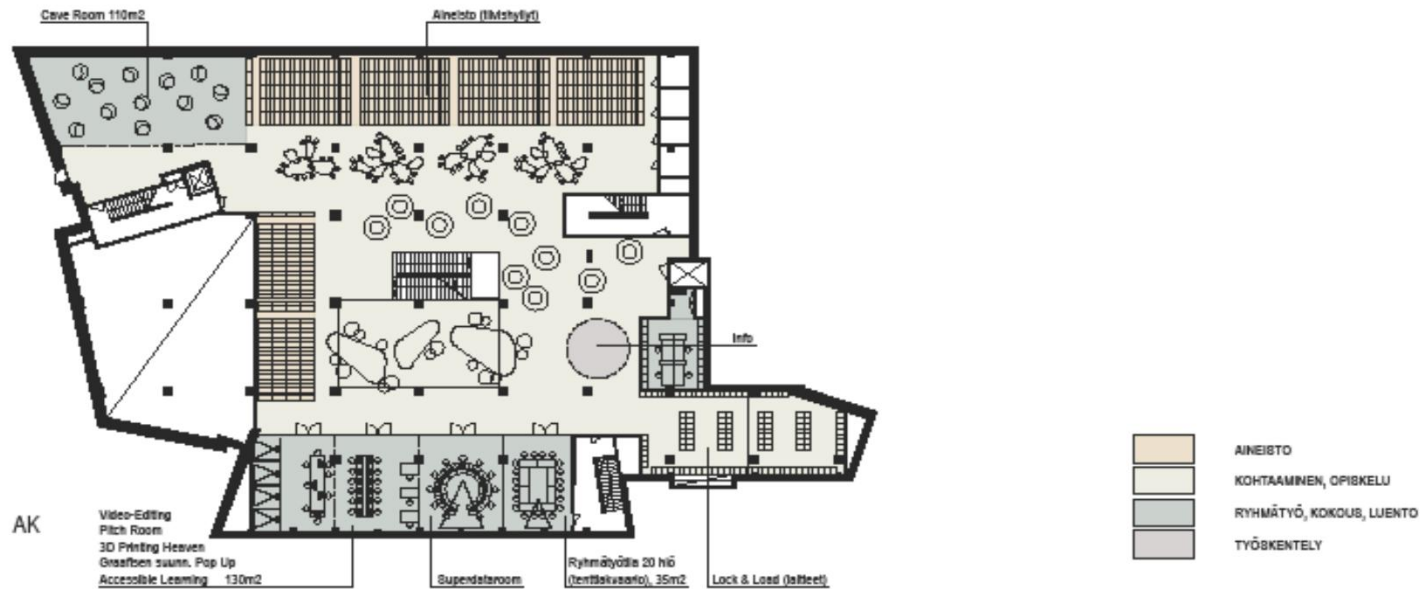 Cave Room 110m2
Aineisto (tiivishyllyt)
Info
AINEISTO
KOHTAAMINEN, OPISKELU
RYHMÄTYÖ, KOKOUS, LUENTO
TYÖSKENTELY
AK
Video-Editing
Pitch Room
3D Printing Heaven
Graafisen suunn. Pop Up
Accessible Learning 130m2
Superdataroom
Ryhmätyötila 20 hlö
(tenttiakvaario), 35m2
Lock & Load (laitteet)